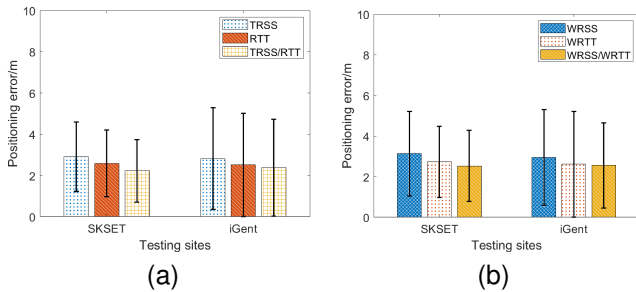 10
8
6
4
2
0
Positioning error/m
TRSS
RTT
TRSS/RTT
SKSET
iGent
Testing sites
(a)
10
8
6
4
2
0
Positioning error/m
WRSS
WRTT
WRSS/WRTT
SKSET
iGent
Testing sites
(b)